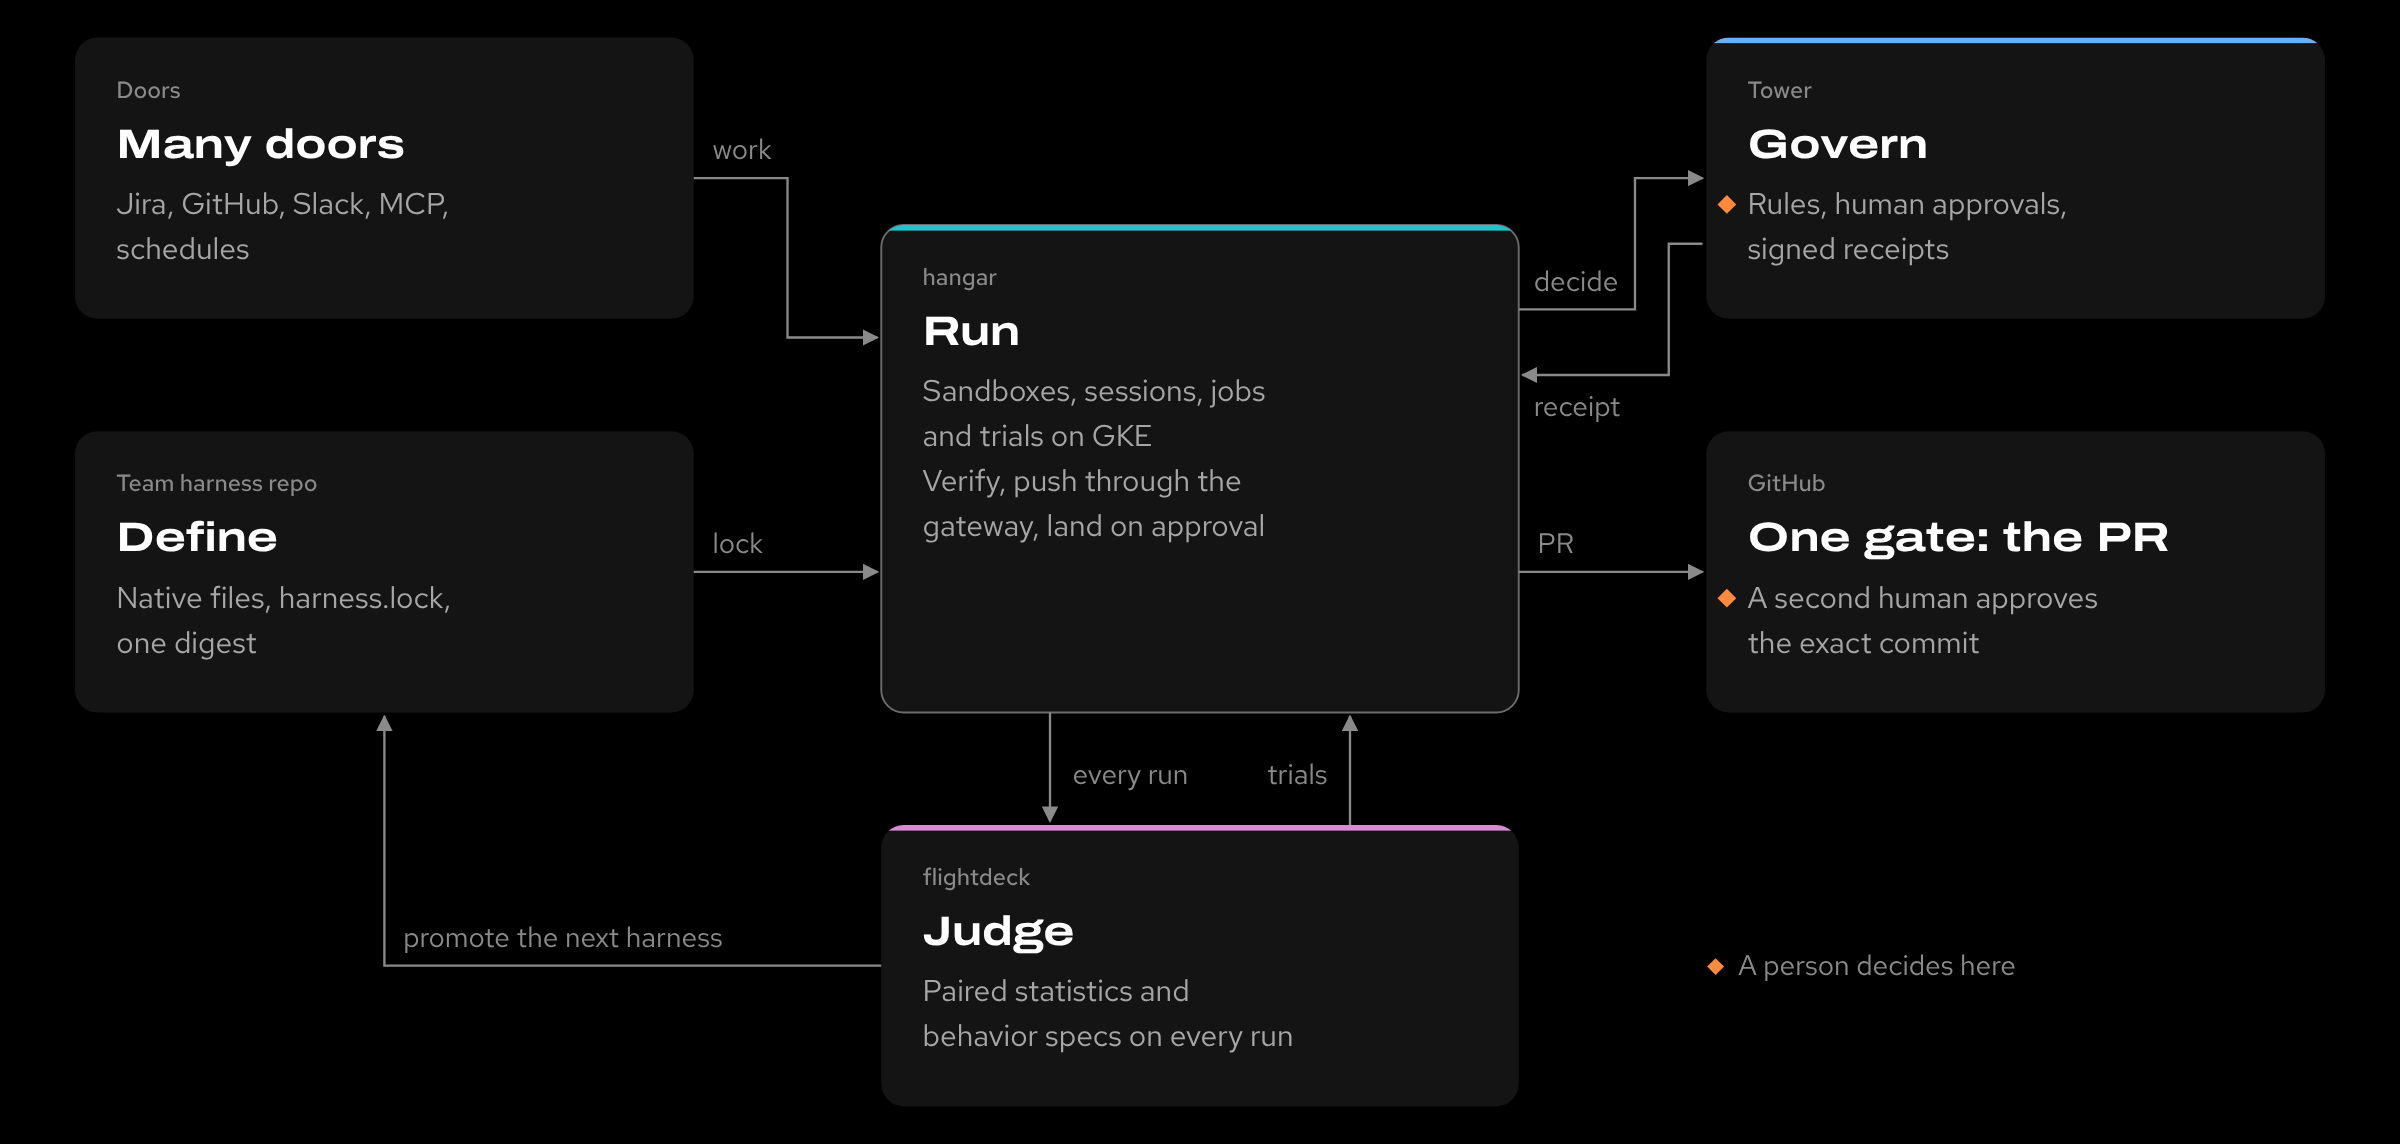 Doors
Many doors
Jira, GitHub, Slack, MCP,
schedules
work
Tower
Govern
Rules, human approvals,
signed receipts
hangar
Run
Sandboxes, sessions, jobs
and trials on GKE
Verify, push through the
gateway, land on approval
decide
receipt
Team harness repo
Define
Native files, harness.lock,
one digest
lock
PR
GitHub
One gate: the PR
A second human approves
the exact commit
every run
trials
promote the next harness
flightdeck
Judge
Paired statistics and
behavior specs on every run
A person decides here